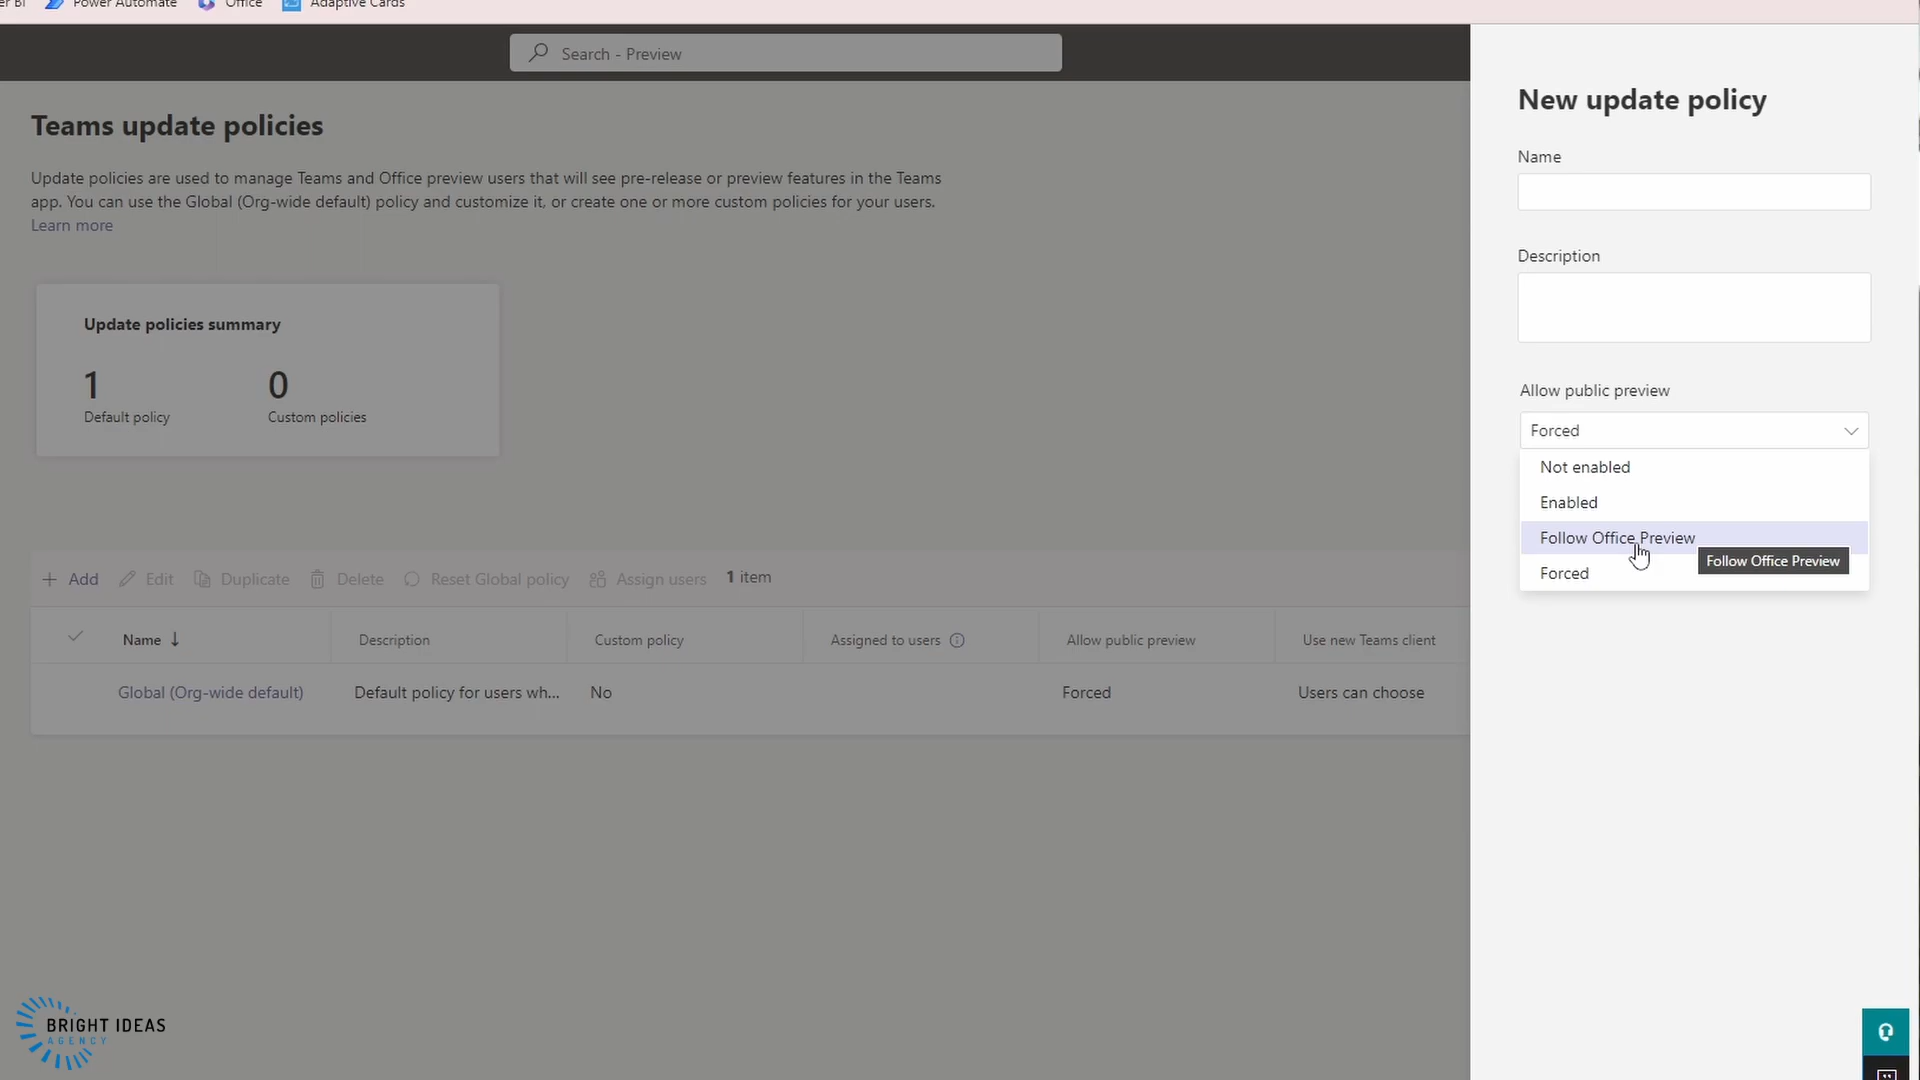 Power Automate
Office
Adaptive Cards
Search - Preview
Teams update policies
Update policies are used to manage Teams and Office preview users that will see pre-release or preview features in the Teams
app. You can use the Global (Org-wide default) policy and customize it, or create one or more custom policies for your users.
Learn more
Update policies summary
1
Default policy
0
Custom policies
Add
Edit
Duplicate
Delete
Reset Global policy
Assign users
1 item
Name ↓
Description
Custom policy
Assigned to users
Allow public preview
Use new Teams client
Global (Org-wide default)
Default policy for users wh...
No
Forced
Users can choose
New update policy
Name
Description
Allow public preview
Forced
Not enabled
Enabled
Follow Office Preview
Follow Office Preview
Forced
BRIGHT IDEAS
AGENCY